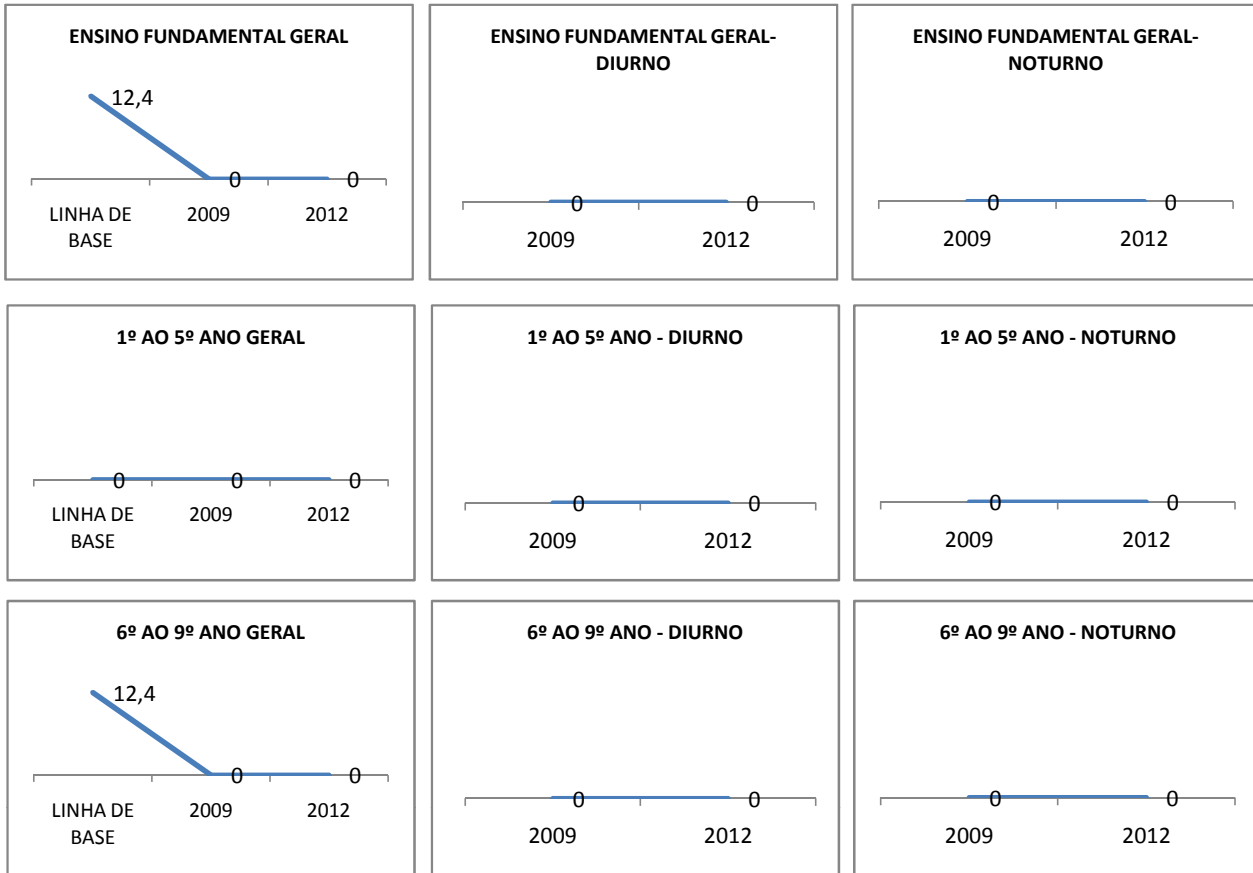 ENSINO FUNDAMENTAL GERAL
12,4
0
0
LINHA DE
BASE
2009
2012
ENSINO FUNDAMENTAL GERAL-
DIURNO
0
0
2009
2012
ENSINO FUNDAMENTAL GERAL-
NOTURNO
0
0
2009
2012
1º AO 5º ANO GERAL
0
0
0
LINHA DE
BASE
2009
2012
1º AO 5º ANO - DIURNO
0
0
2009
2012
1º AO 5º ANO - NOTURNO
0
0
2009
2012
6º AO 9º ANO GERAL
12,4
0
0
LINHA DE
BASE
2009
2012
6º AO 9º ANO - DIURNO
0
0
2009
2012
6º AO 9º ANO - NOTURNO
0
0
2009
2012